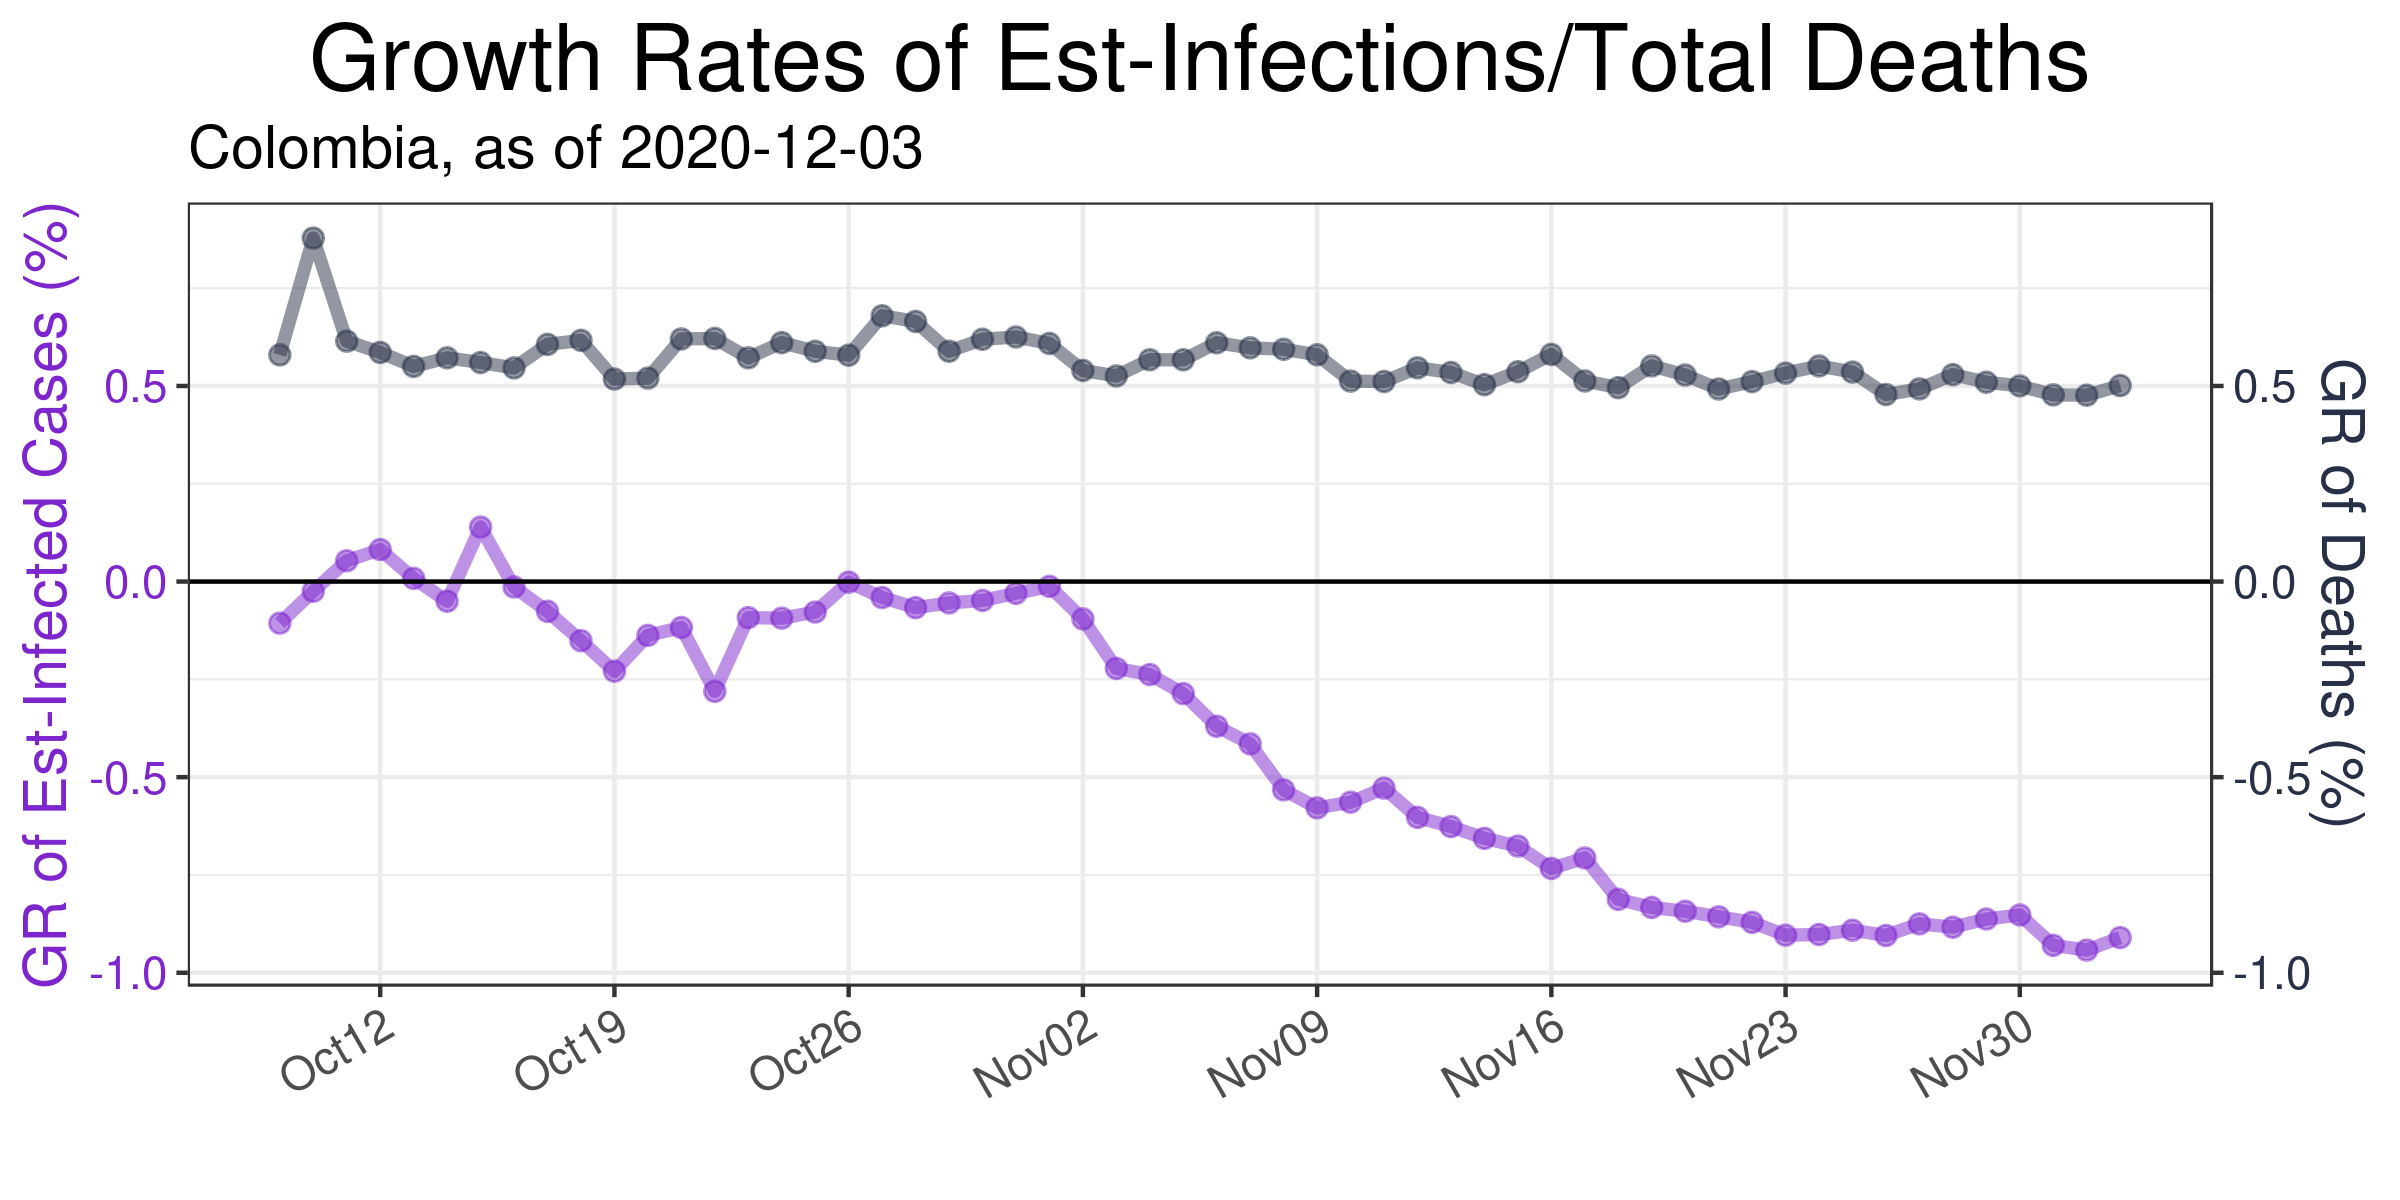 Growth Rates of Est-Infections/Total Deaths
Colombia, as of 2020-12-03
GR of Est-Infected Cases (%)
0.5
0.0
-0.5
-1.0
0.5
0.0
-0.5
-1.0
GR of Deaths (%)
Oct12
Oct19
Oct26
Nov02
Nov09
Nov16
Nov23
Nov30